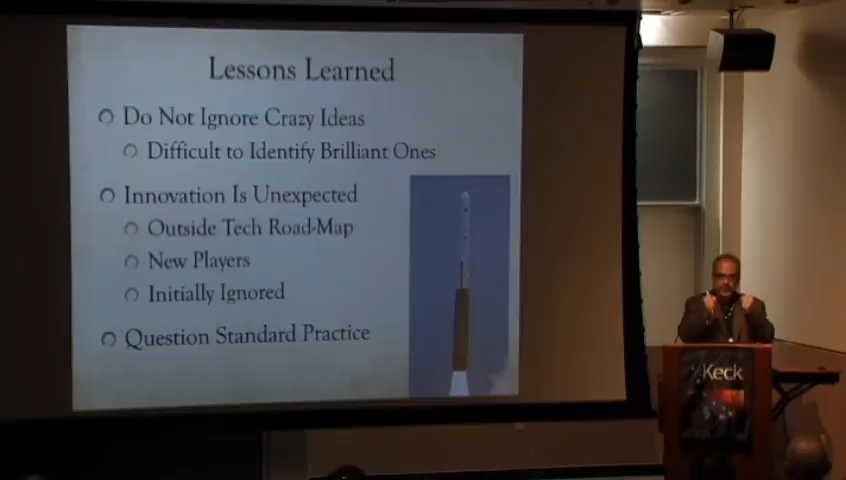 Lessons Learned
Do Not Ignore Crazy Ideas
Difficult to Identify Brilliant Ones
Innovation Is Unexpected
Outside Tech Road-Map
New Players
Initially Ignored
Question Standard Practice
Keck